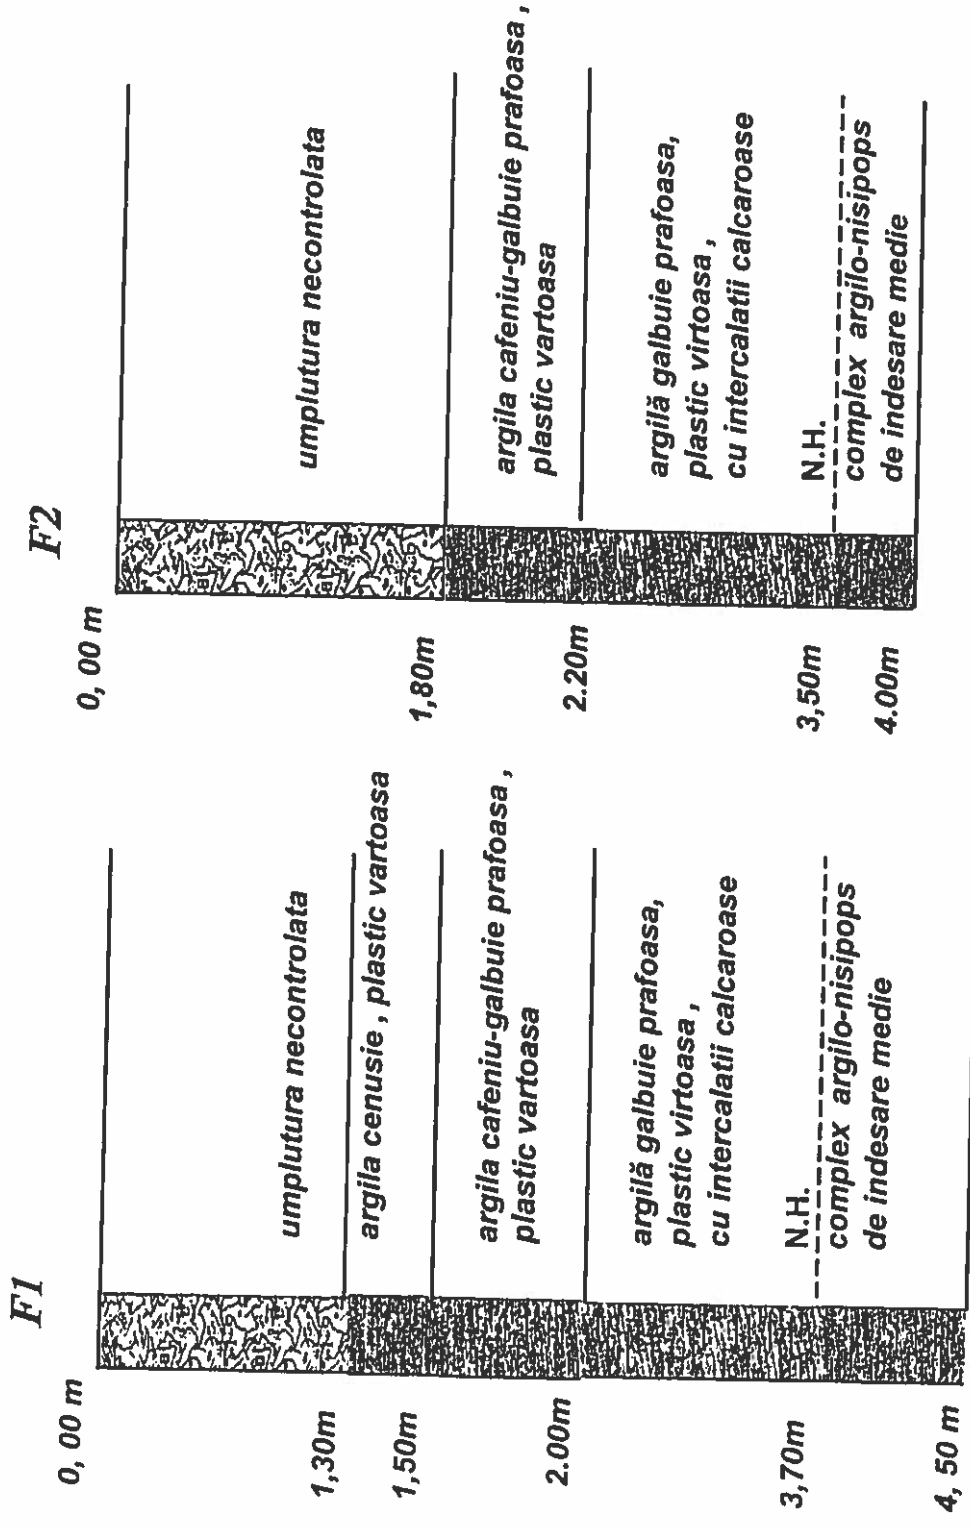 F1
0, 00 m
umplutura necontrolata
1,30m
argila cenusie , plastic vartoasa
1,50m
argila cafeniu-galbuie prafoasa ,
plastic vartoasa
2.00m
argilă galbuie prafoasa,
plastic virtoasa ,
cu intercalatii calcaroase
N.H.
3,70m
complex argilo-nisipops
de indesare medie
4, 50 m
F2
0, 00 m
umplutura necontrolata
1,80m
argila cafeniu-galbuie prafoasa ,
plastic vartoasa
2.20m
argilă galbuie prafoasa,
plastic virtoasa ,
cu intercalatii calcaroase
N.H.
3,50m
complex argilo-nisipops
de indesare medie
4.00m